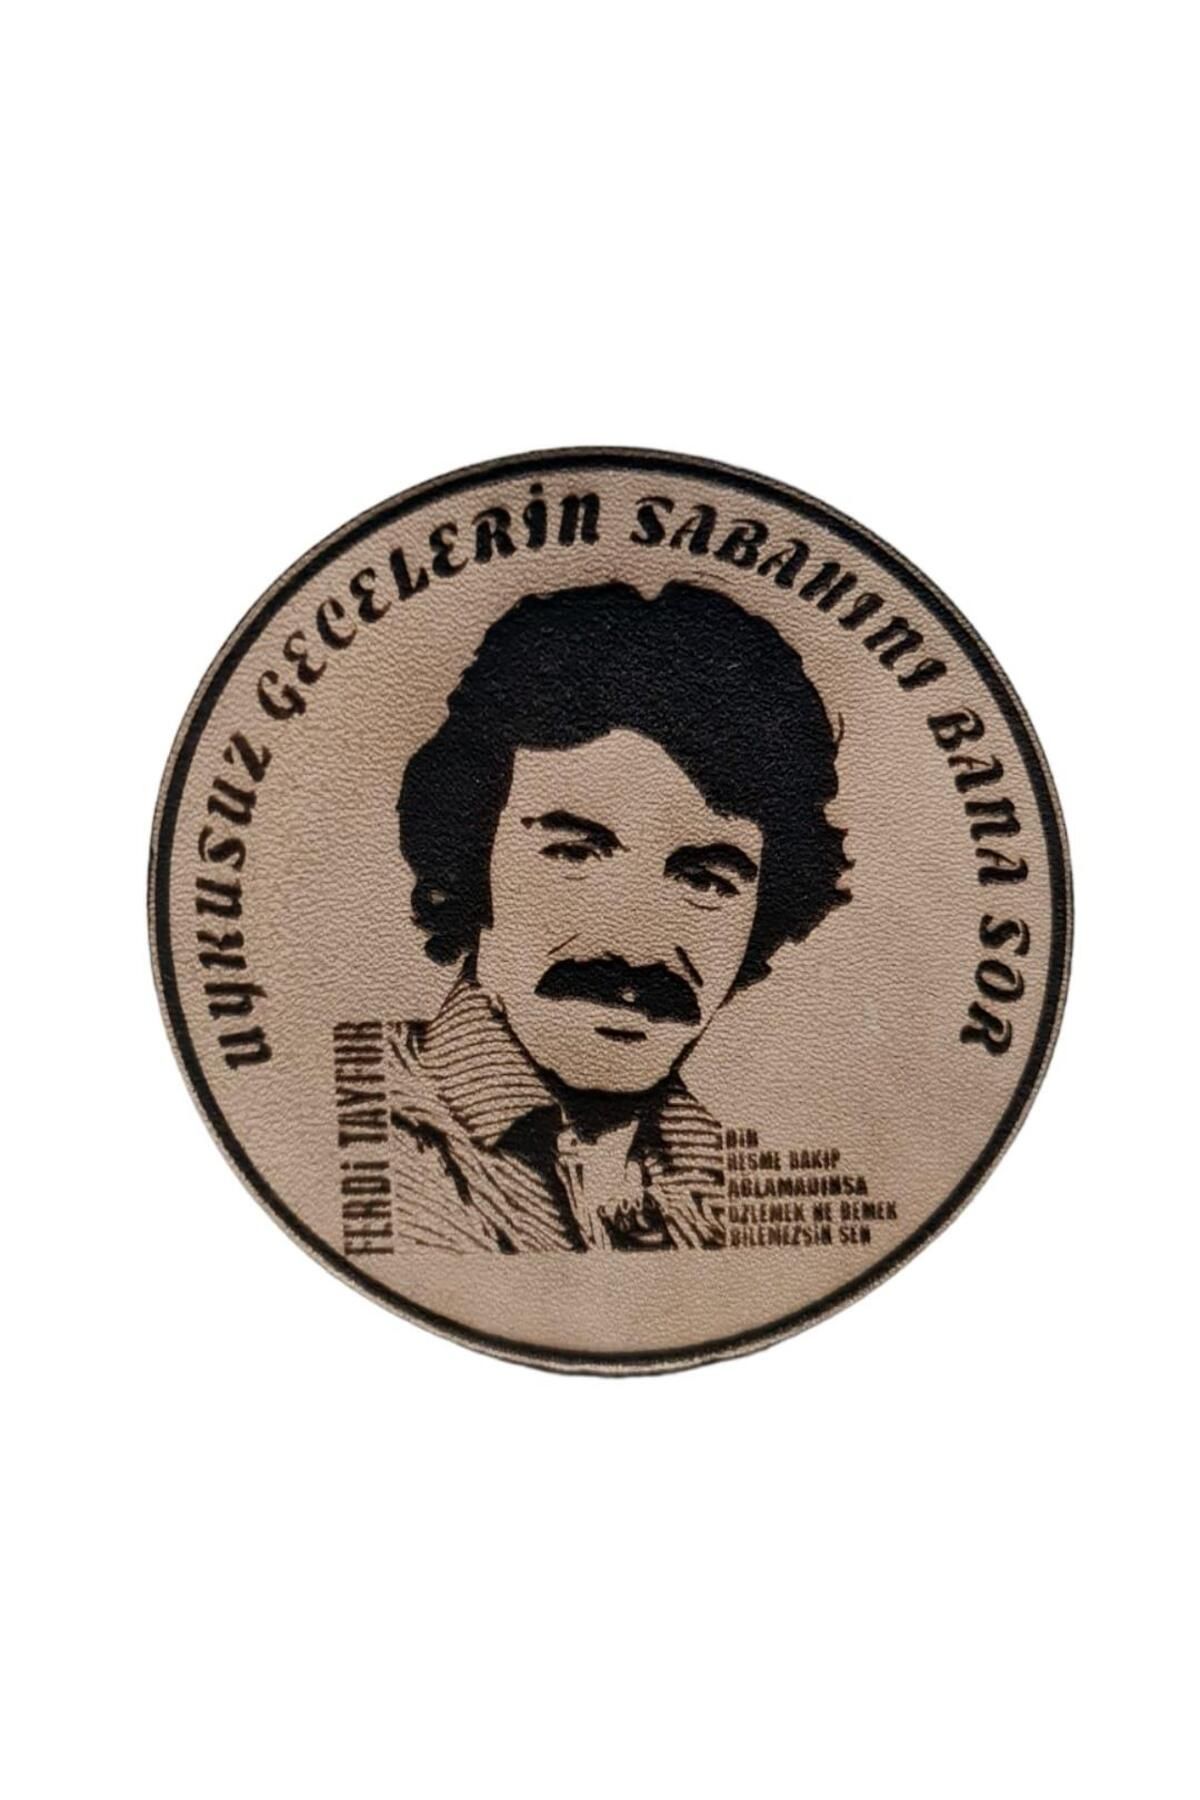 UYKUSUZ GECELERİN SABAHINI BANA SOR
FERDİ TAYFUR
BİR
RESME BAKIP
AĞLAMADINSA
ÖZLEMEK NE DEMEK
BİLEMEZSİN SEN